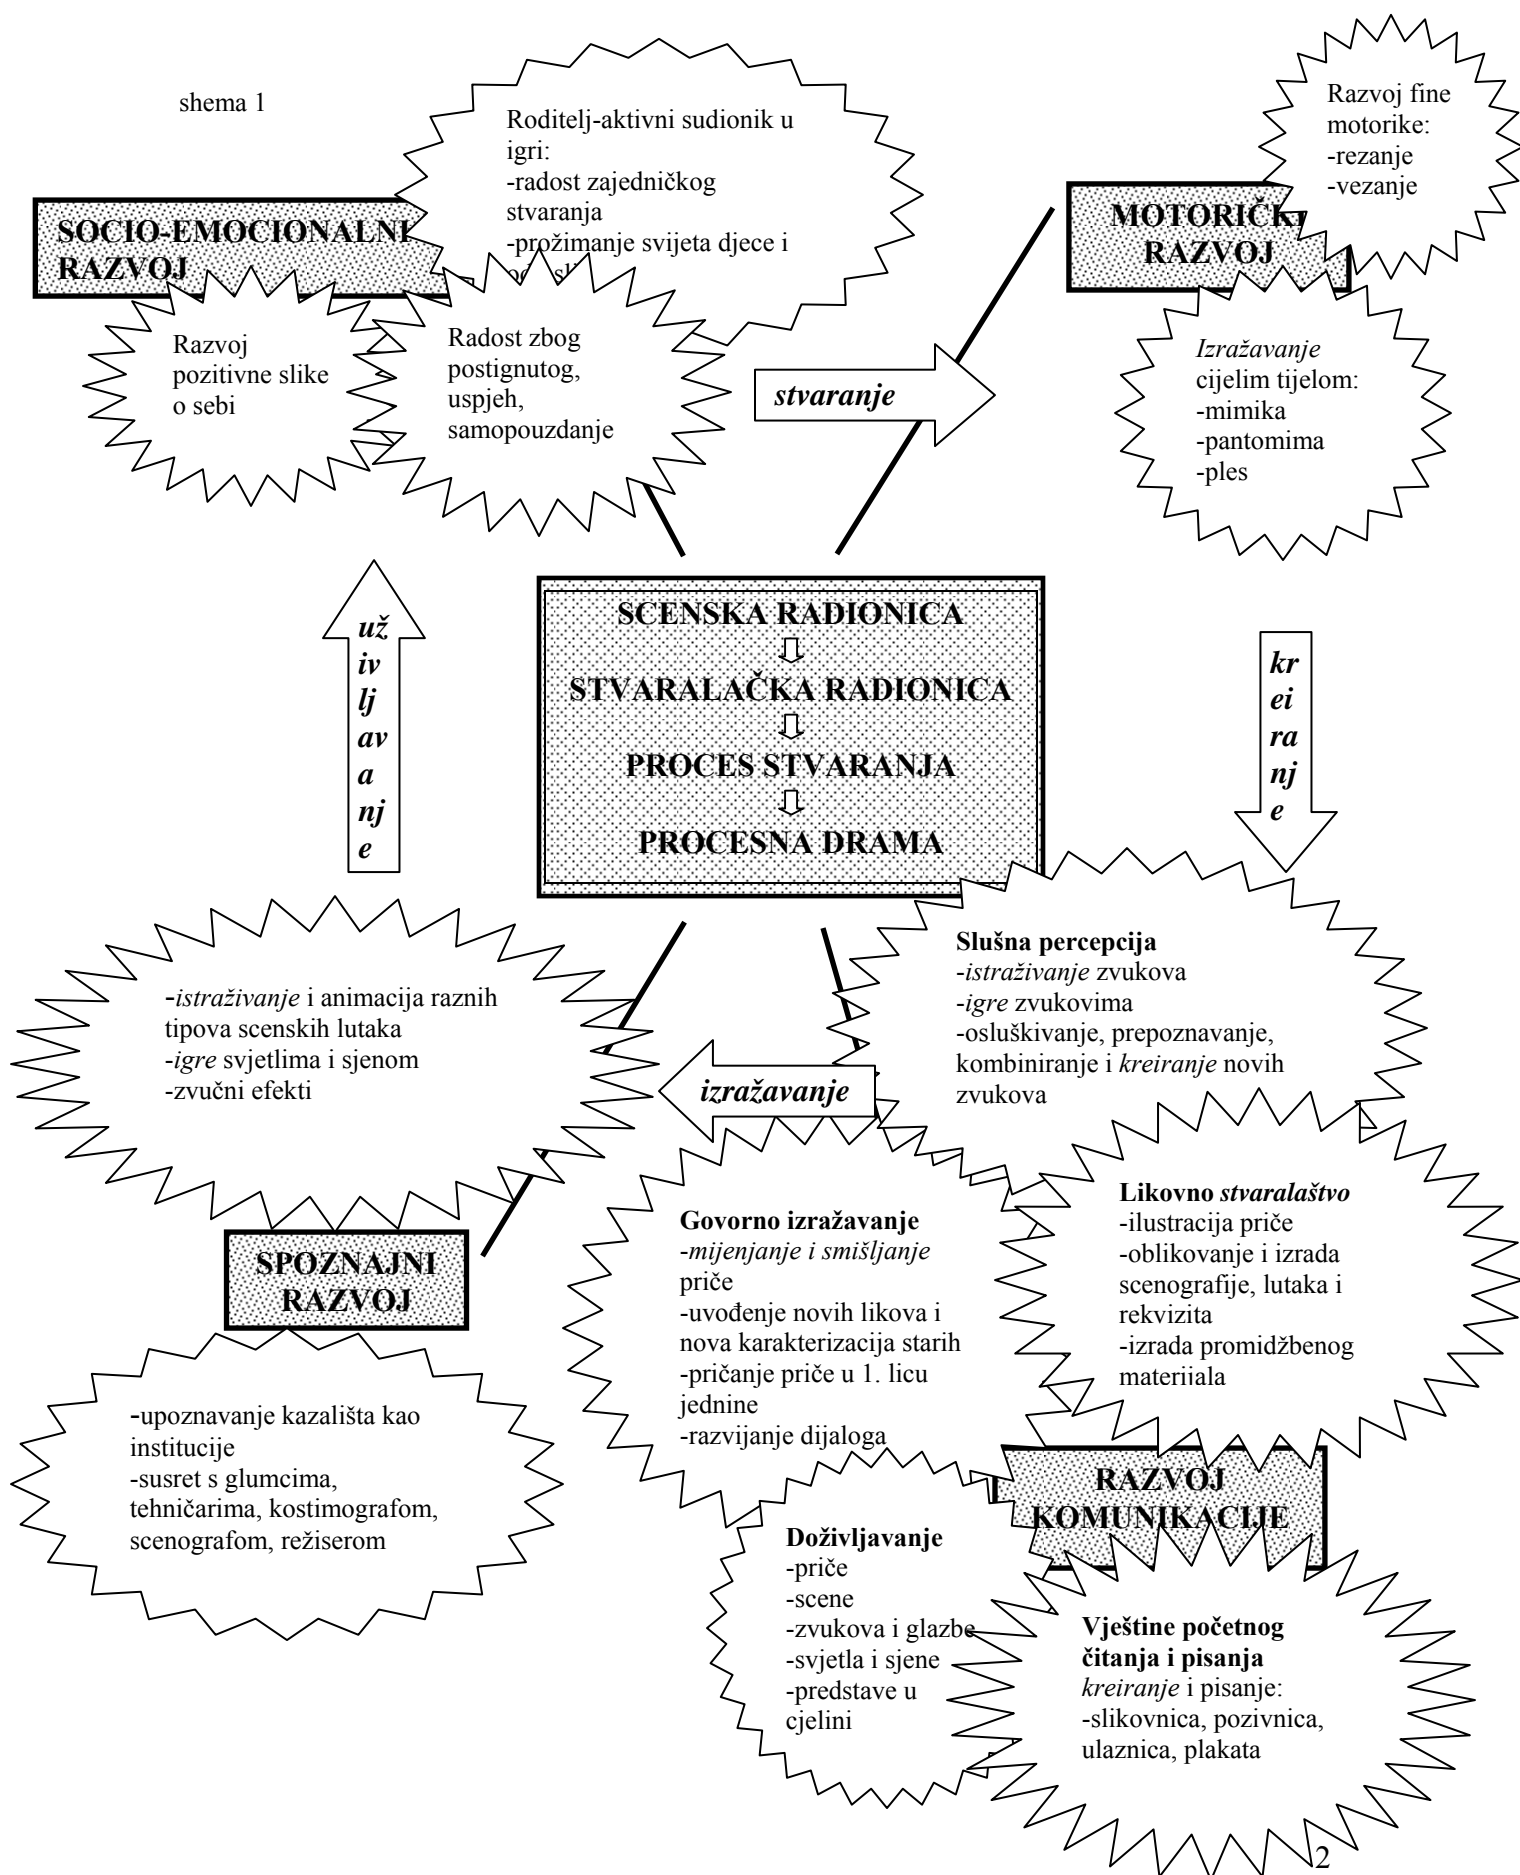 shema 1
Roditelj-aktivni sudionik u
igri:
-radost zajedničkog
stvaranja
-prožimanje svijeta djece i
Razvoj fine
motorike:
-rezanje
-vezanje
SOCIO-EMOCIONALNI
RAZVOJ
MOTORIČKI
RAZVOJ
Razvoj
pozitivne slike
o sebi
Radost zbog
postignutog,
uspjeh,
samopouzdanje
stvaranje
Izražavanje
cijelim tijelom:
-mimika
-pantomima
-ples
už
iv
lj
av
a
nj
e
SCENSKA RADIONICA
STVARALAČKA RADIONICA
PROCES STVARANJA
PROCESNA DRAMA
kr
ei
ra
nj
e
-istraživanje i animacija raznih
tipova scenskih lutaka
-igre svjetlima i sjenom
-zvučni efekti
Slušna percepcija
-istraživanje zvukova
-igre zvukovima
-osluškivanje, prepoznavanje,
kombiniranje i kreiranje novih
zvukova
izražavanje
SPOZNAJNI
RAZVOJ
Govorno izražavanje
-mijenjanje i smišljanje
priče
-uvođenje novih likova i
nova karakterizacija starih
-pričanje priče u 1. licu
jednine
-razvijanje dijaloga
Likovno stvaralaštvo
-ilustracija priče
-oblikovanje i izrada
scenografije, lutaka i
rekvizita
-izrada promidžbenog
materijala
-upoznavanje kazališta kao
institucije
-susret s glumcima,
tehničarima, kostimografom,
scenografom, režiserom
RAZVOJ
KOMUNIKACIJE
Doživljavanje
-priče
-scene
-zvukova i glazbe
-svjetla i sjene
-predstave u
cjelini
Vještine početnog
čitanja i pisanja
kreiranje i pisanje:
-slikovnica, pozivnica,
ulaznica, plakata
2